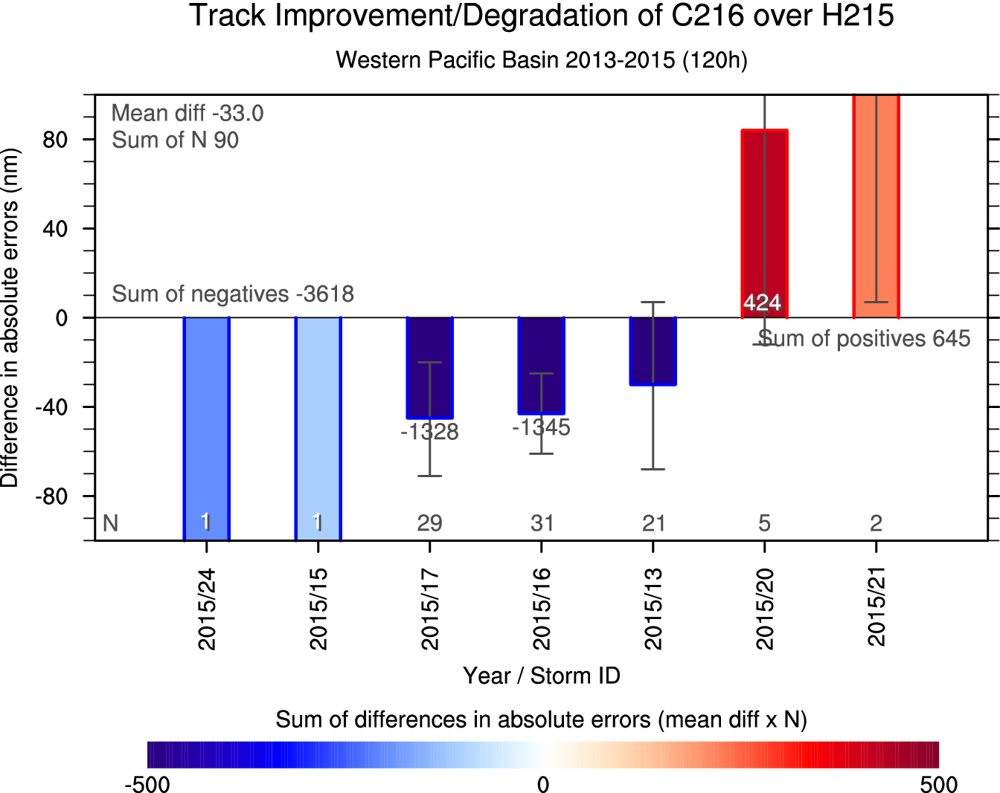 Track Improvement/Degradation of C216 over H215
Western Pacific Basin 2013-2015 (120h)
Difference in absolute errors (nm)
Mean diff -33.0
Sum of N 90
80
40
Sum of negatives -3618
424
0
Sum of positives 645
-40
-1328
-1345
-80
N
1
1
29
31
21
5
2
2015/24
2015/15
2015/17
2015/16
2015/13
2015/20
2015/21
Year / Storm ID
Sum of differences in absolute errors (mean diff x N)
-500
0
500